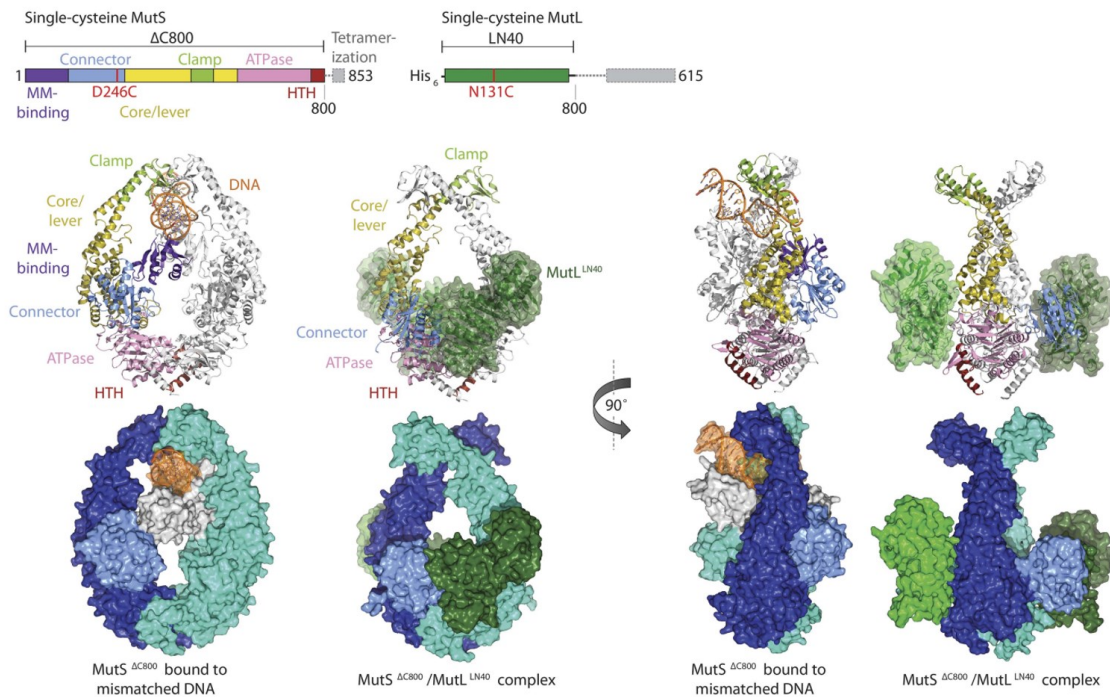 Single-cysteine MutS
ΔC800
Connector
Clamp
ATPase
Tetramer-
ization
1
853
MM-
binding
D246C
Core/lever
HTH
800
Single-cysteine MutL
LN40
His6
615
N131C
800
Clamp
DNA
Core/
lever
MM-
binding
Connector
ATPase
HTH
Clamp
Core/
lever
MutL LN40
Connector
ATPase
HTH
90°
MutS ΔC800 bound to
mismatched DNA
MutS ΔC800 /MutL LN40 complex
MutS ΔC800 bound to
mismatched DNA
MutS ΔC800 /MutL LN40 complex